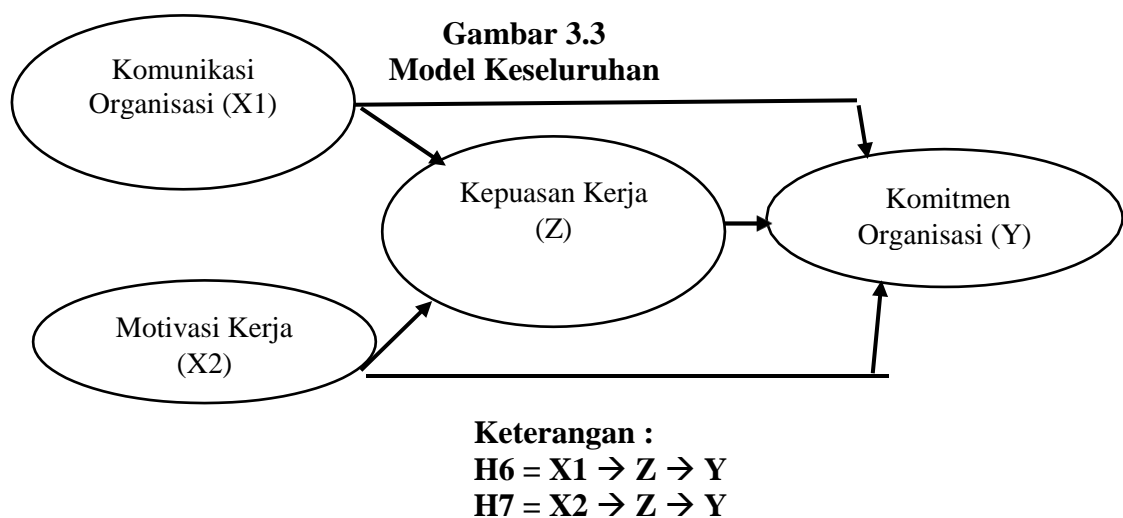 Gambar 3.3
Model Keseluruhan
Komunikasi
Organisasi (X1)
Kepuasan Kerja
(Z)
Komitmen
Organisasi (Y)
Motivasi Kerja
(X2)
Keterangan :
H6 = X1 → Z → Y
H7 = X2 → Z → Y